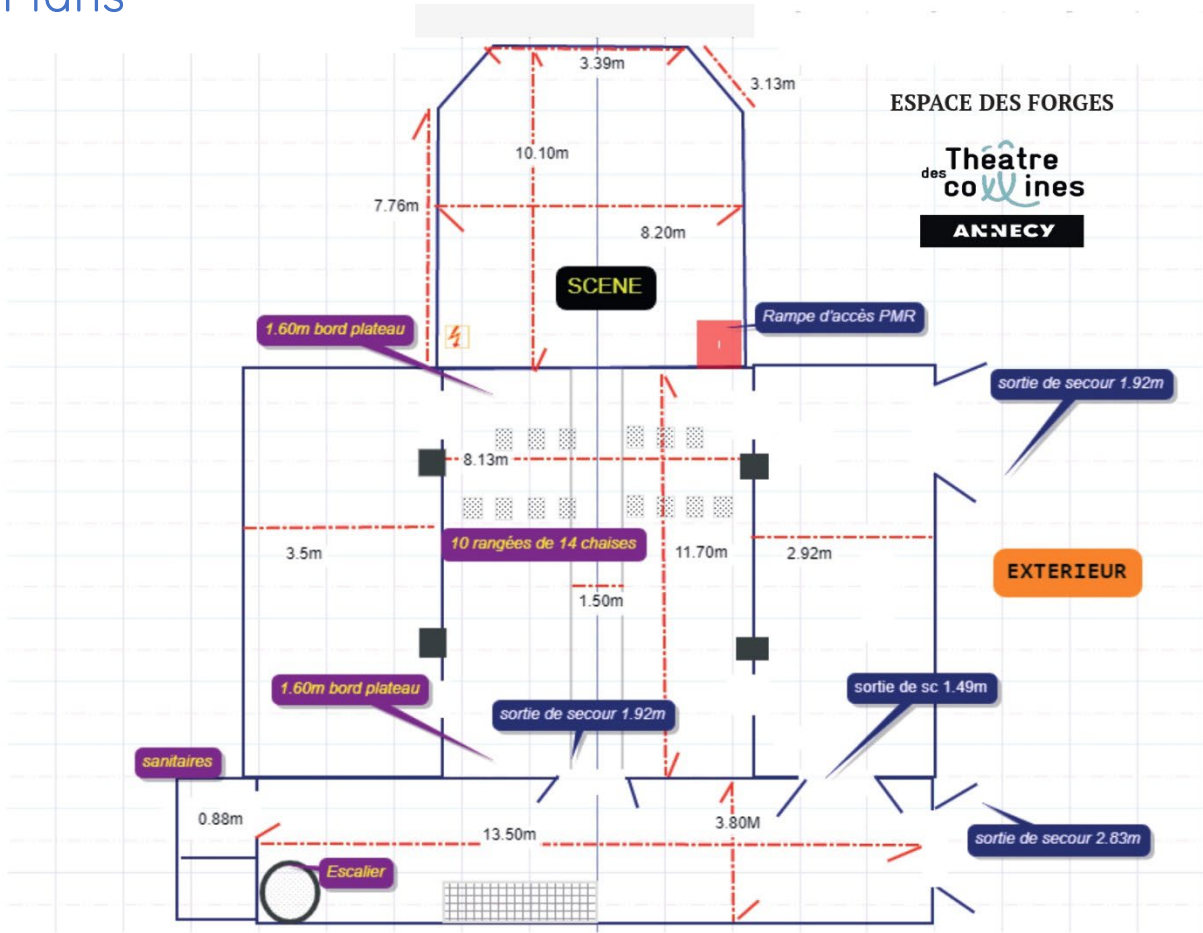 Plans
3.39m
3.13m
ESPACE DES FORGES
des Théâtre
collines
ANNECY
10.10m
7.76m
8.20m
SCENE
1.60m bord plateau
Rampe d'accès PMR
sortie de secour 1.92m
8.13m
10 rangées de 14 chaises
3.5m
11.70m
2.92m
EXTERIEUR
1.50m
1.60m bord plateau
sortie de secour 1.92m
sortie de sc 1.49m
sanitaires
0.88m
13.50m
3.80M
sortie de secour 2.83m
Escalier